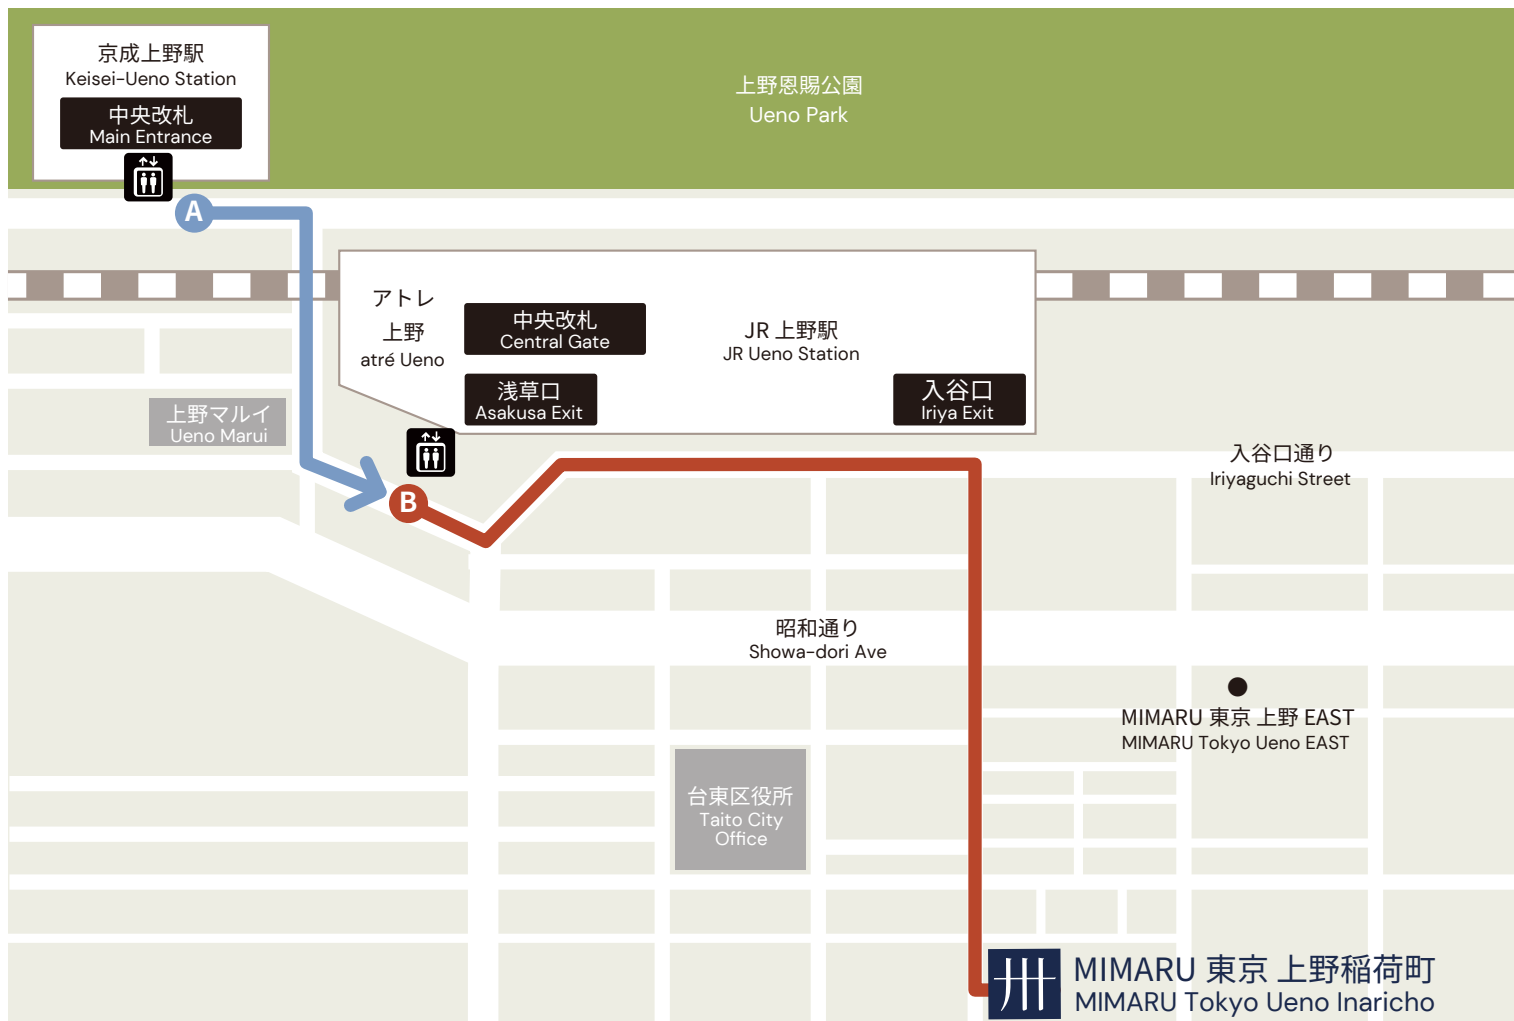 京成上野駅
Keisei-Ueno Station
中央改札
Main Entrance
上野恩賜公園
Ueno Park
A
アトレ
上野
atré Ueno
中央改札
Central Gate
JR 上野駅
JR Ueno Station
浅草口
Asakusa Exit
入谷口
Iriya Exit
上野マルイ
Ueno Marui
入谷口通り
Iriyaguchi Street
B
昭和通り
Showa-dori Ave
MIMARU 東京 上野 EAST
MIMARU Tokyo Ueno EAST
台東区役所
Taito City
Office
MIMARU 東京 上野稲荷町
MIMARU Tokyo Ueno Inaricho